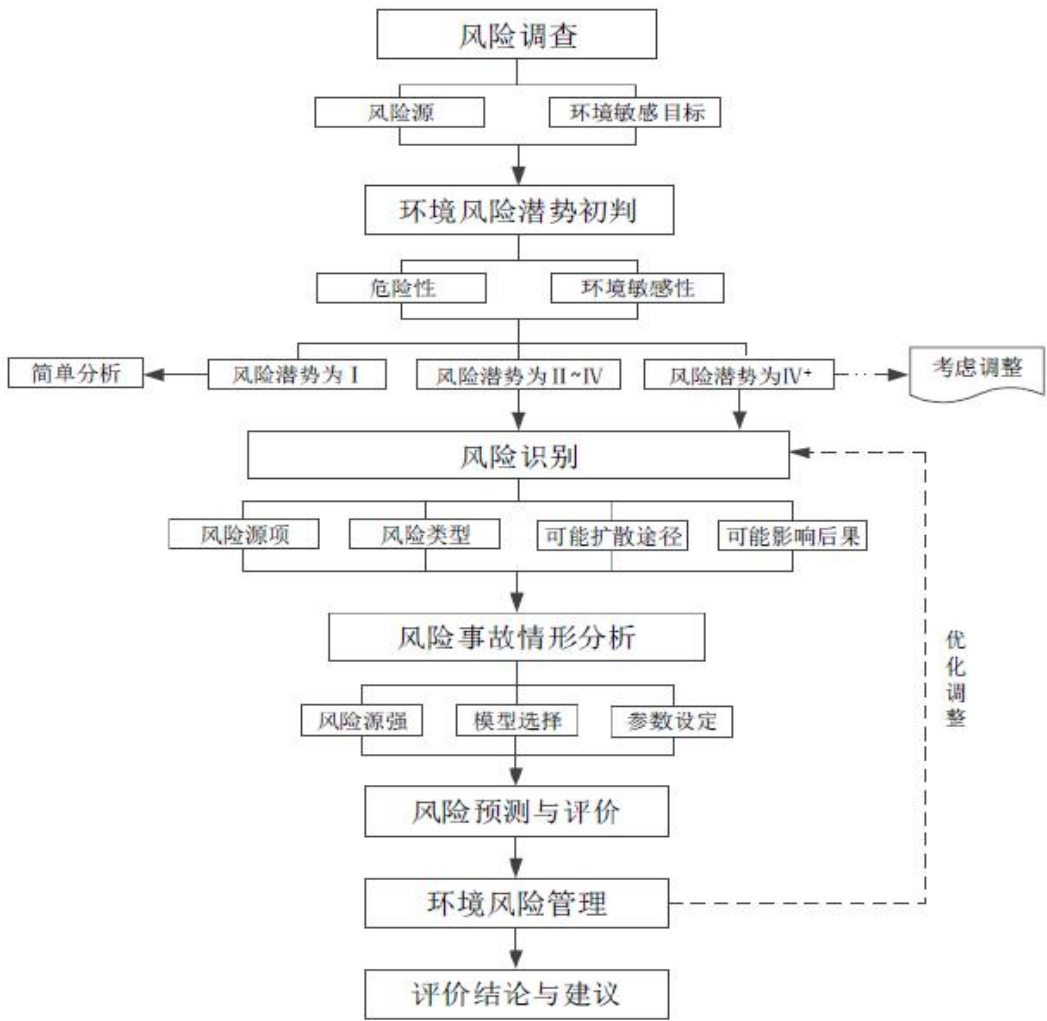 风险调查
风险源
环境敏感目标
环境风险潜势初判
危险性
环境敏感性
简单分析
风险潜势为Ⅰ
风险潜势为Ⅱ~Ⅳ
风险潜势为Ⅳ⁺
考虑调整
风险识别
风险源项
风险类型
可能扩散途径
可能影响后果
风险事故情形分析
优化调整
风险源强
模型选择
参数设定
风险预测与评价
环境风险管理
评价结论与建议